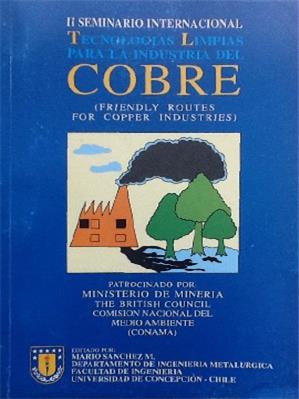 II SEMINARIO INTERNACIONAL
TECNOLOGIAS LIMPIAS
PARA LA INDUSTRIA DEL
COBRE
(FRIENDLY ROUTES
FOR COPPER INDUSTRIES)
PATROCINADO POR
MINISTERIO DE MINERIA
THE BRITISH COUNCIL
COMISION NACIONAL DEL
MEDIO AMBIENTE
(CONAMA)
EDITADO POR:
MARIO SANCHEZ M.
DEPARTAMENTO DE INGENIERIA METALURGICA
FACULTAD DE INGENIERIA
UNIVERSIDAD DE CONCEPCION - CHILE